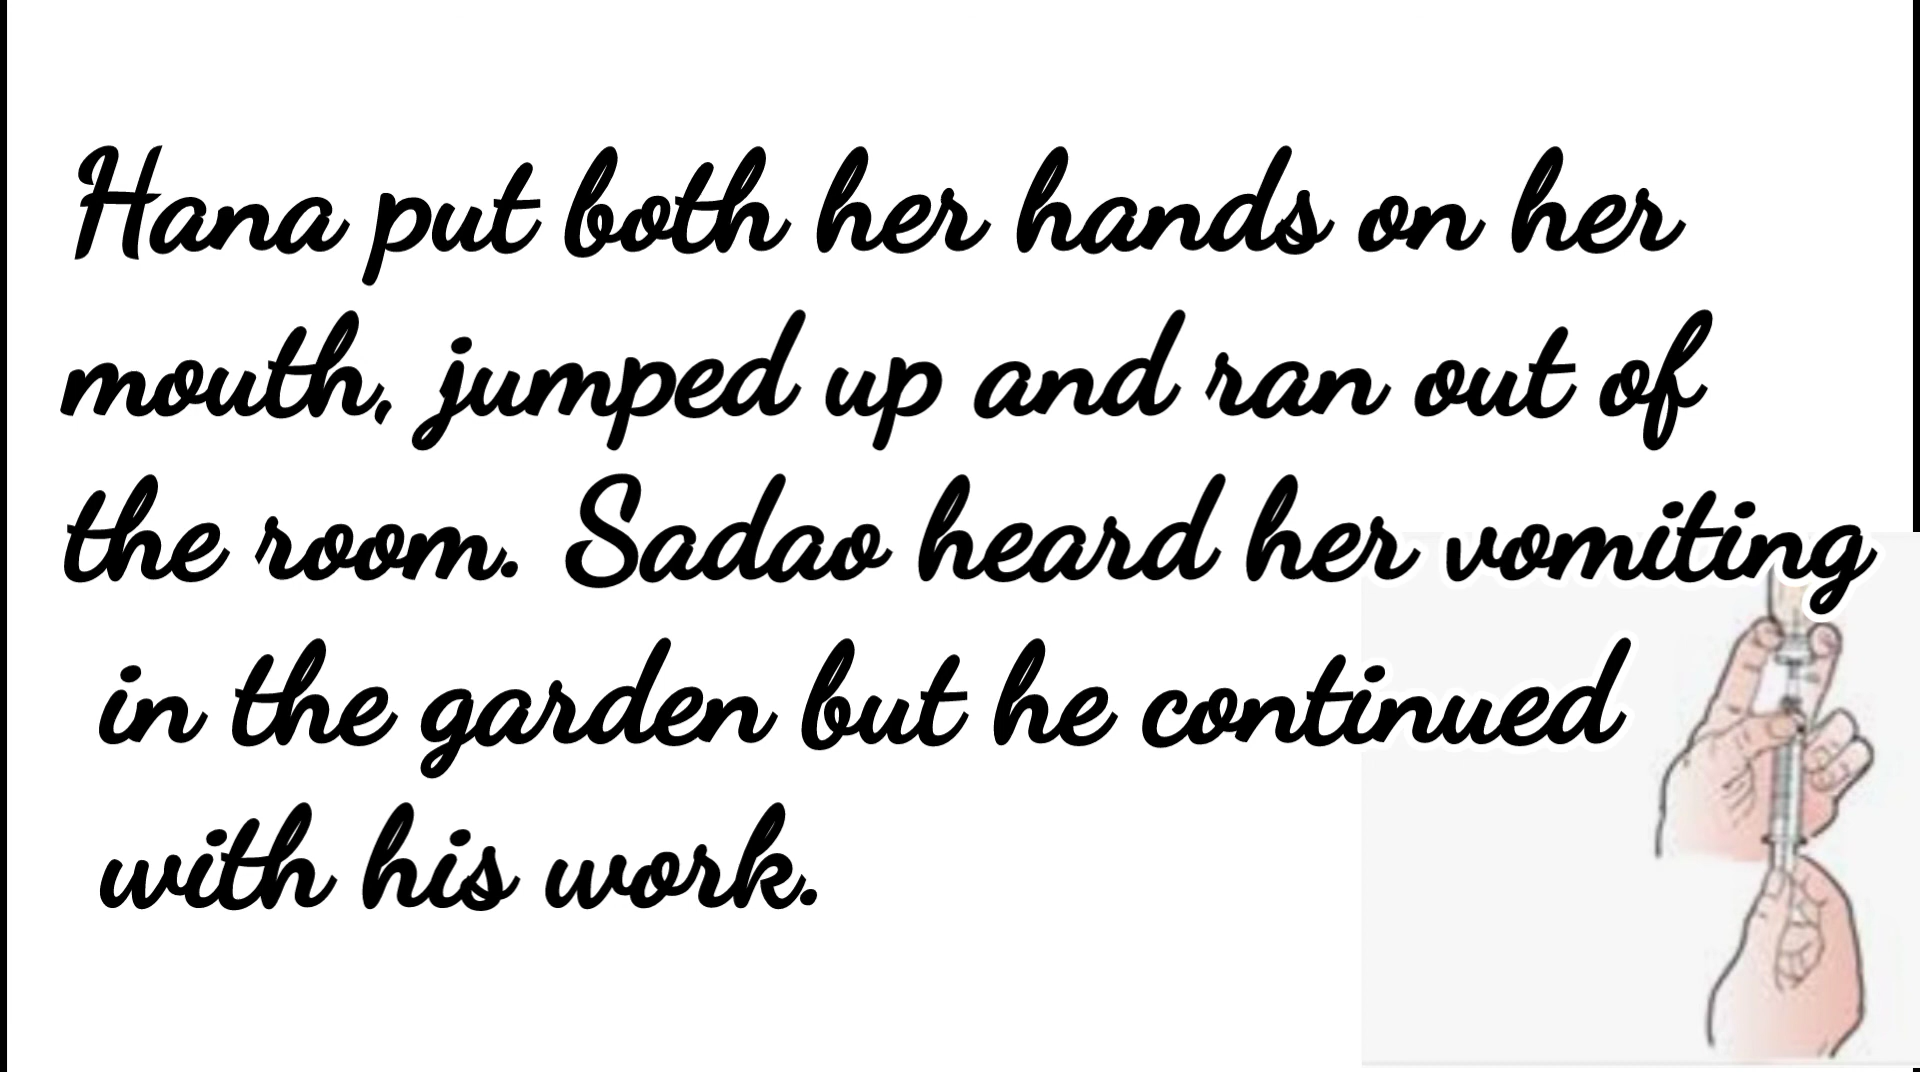 Hana put both her hands on her
mouth, jumped up and ran out of
the room. Sadao heard her vomiting
in the garden but he continued
with his work.